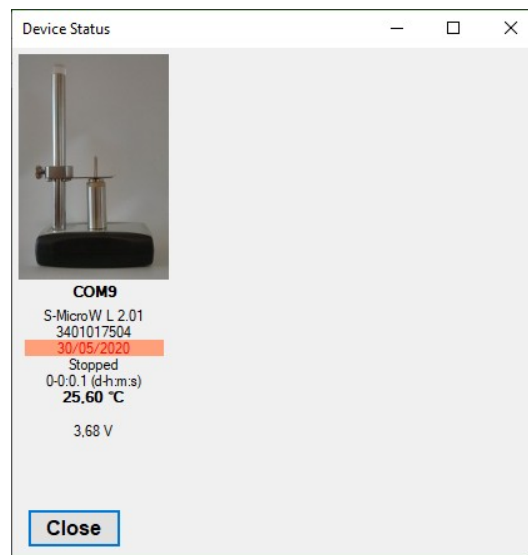 Device Status
COM9
S-MicroW L 2.01
3401017504
30/05/2020
Stopped
0-0:0.1 (d-h:m:s)
25,60 °C
3,68 V
Close